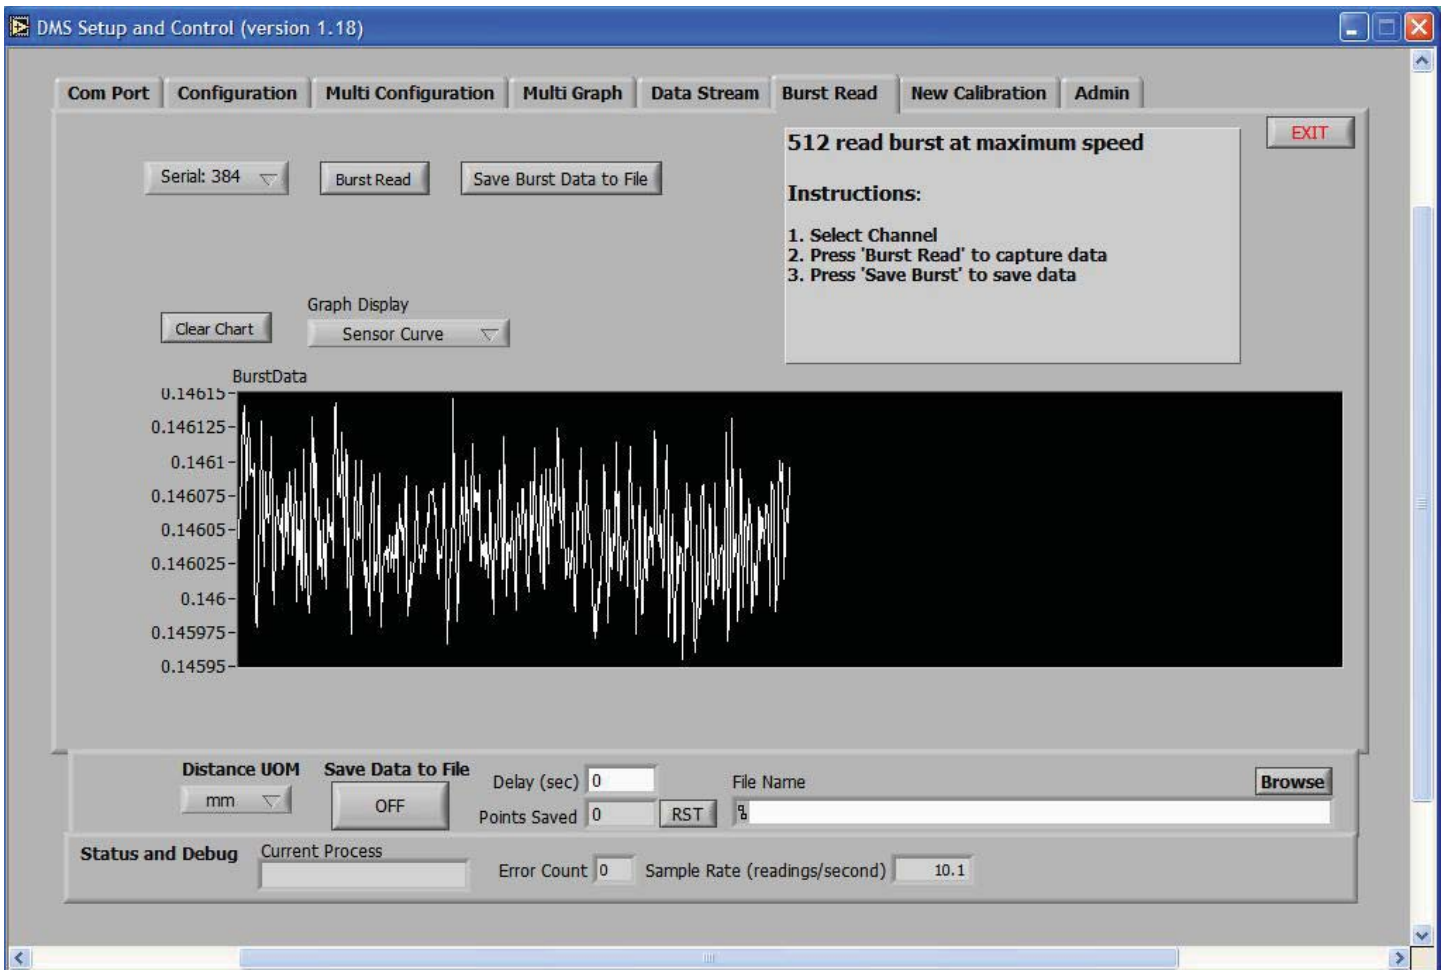 DMS Setup and Control (version 1.18)
Com Port Configuration Multi Configuration Multi Graph Data Stream Burst Read New Calibration Admin
EXIT
512 read burst at maximum speed
Instructions:
1. Select Channel
2. Press 'Burst Read' to capture data
3. Press 'Save Burst' to save data
Serial: 384 Burst Read Save Burst Data to File
Graph Display
Clear Chart Sensor Curve
BurstData
0.14615
0.146125
0.1461
0.146075
0.14605
0.146025
0.146
0.145975
0.14595
Distance UOM Save Data to File Delay (sec) 0 File Name Browse
mm OFF Points Saved 0 RST
Status and Debug Current Process Error Count 0 Sample Rate (readings/second) 10.1